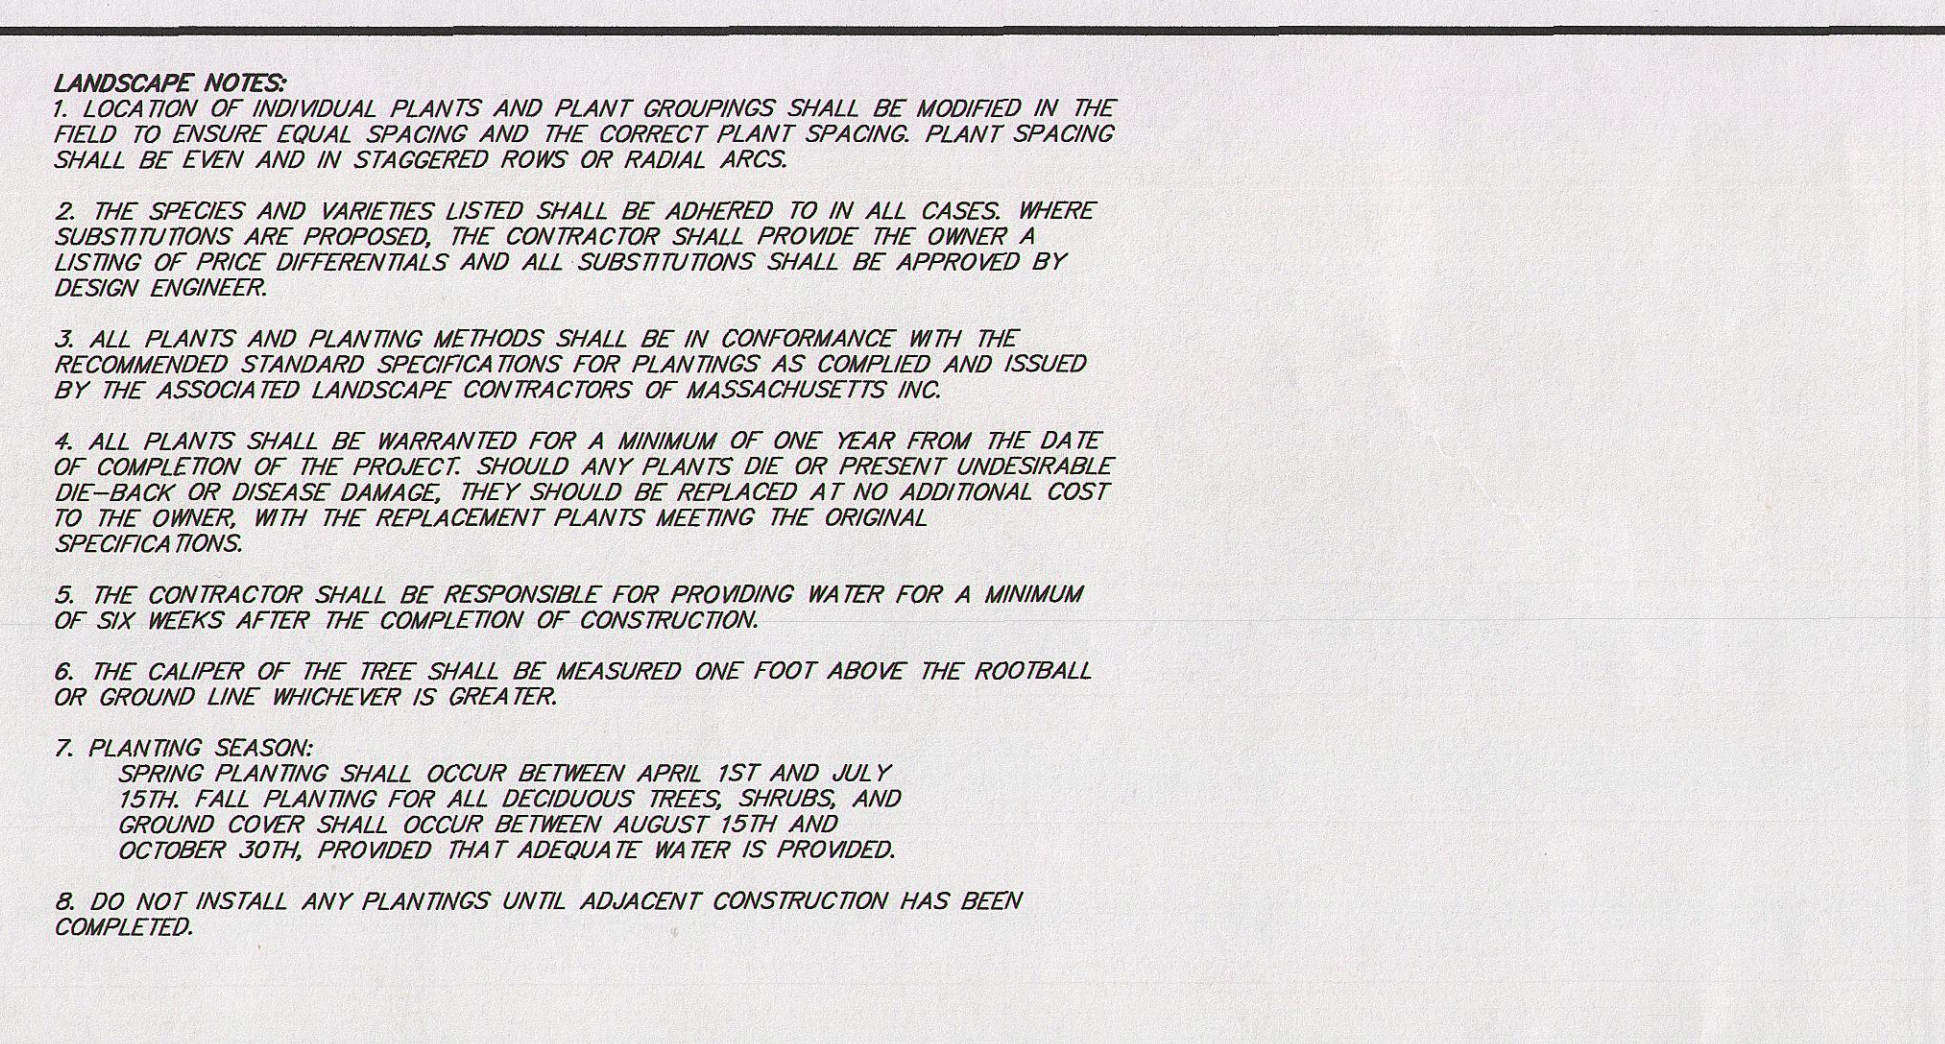 LANDSCAPE NOTES:
1. LOCATION OF INDIVIDUAL PLANTS AND PLANT GROUPINGS SHALL BE MODIFIED IN THE
FIELD TO ENSURE EQUAL SPACING AND THE CORRECT PLANT SPACING. PLANT SPACING
SHALL BE EVEN AND IN STAGGERED ROWS OR RADIAL ARCS.
2. THE SPECIES AND VARIETIES LISTED SHALL BE ADHERED TO IN ALL CASES. WHERE
SUBSTITUTIONS ARE PROPOSED, THE CONTRACTOR SHALL PROVIDE THE OWNER A
LISTING OF PRICE DIFFERENTIALS AND ALL SUBSTITUTIONS SHALL BE APPROVED BY
DESIGN ENGINEER.
3. ALL PLANTS AND PLANTING METHODS SHALL BE IN CONFORMANCE WITH THE
RECOMMENDED STANDARD SPECIFICATIONS FOR PLANTINGS AS COMPLIED AND ISSUED
BY THE ASSOCIATED LANDSCAPE CONTRACTORS OF MASSACHUSETTS INC.
4. ALL PLANTS SHALL BE WARRANTED FOR A MINIMUM OF ONE YEAR FROM THE DATE
OF COMPLETION OF THE PROJECT. SHOULD ANY PLANTS DIE OR PRESENT UNDESIRABLE
DIE-BACK OR DISEASE DAMAGE, THEY SHOULD BE REPLACED AT NO ADDITIONAL COST
TO THE OWNER, WITH THE REPLACEMENT PLANTS MEETING THE ORIGINAL
SPECIFICATIONS.
5. THE CONTRACTOR SHALL BE RESPONSIBLE FOR PROVIDING WATER FOR A MINIMUM
OF SIX WEEKS AFTER THE COMPLETION OF CONSTRUCTION.
6. THE CALIPER OF THE TREE SHALL BE MEASURED ONE FOOT ABOVE THE ROOTBALL
OR GROUND LINE WHICHEVER IS GREATER.
7. PLANTING SEASON:
SPRING PLANTING SHALL OCCUR BETWEEN APRIL 1ST AND JULY
15TH. FALL PLANTING FOR ALL DECIDUOUS TREES, SHRUBS, AND
GROUND COVER SHALL OCCUR BETWEEN AUGUST 15TH AND
OCTOBER 30TH, PROVIDED THAT ADEQUATE WATER IS PROVIDED.
8. DO NOT INSTALL ANY PLANTINGS UNTIL ADJACENT CONSTRUCTION HAS BEEN
COMPLETED.